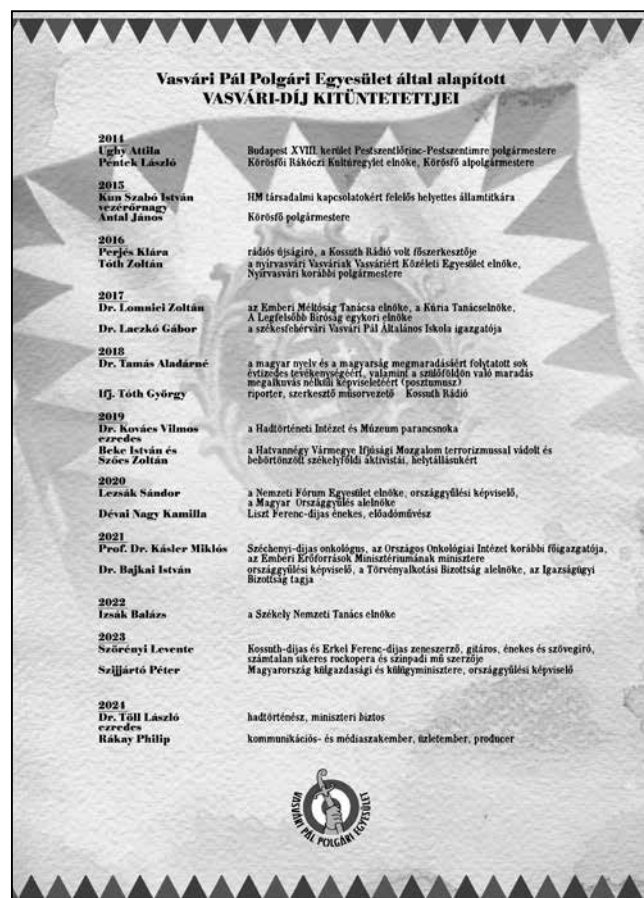 Vasvári Pál Polgári Egyesület által alapított
VASVÁRI-DÍJ KITÜNTETETTJEI
2014
Ughy Attila Budapest XVIII. kerület Pestszentlőrinc-Pestszentimre polgármestere
Péntek László Körösfői Rákóczi Kultúregylet elnöke, Körösfő alpolgármestere
2015
Kun Szabó István HM társadalmi kapcsolatokért felelős helyettes államtitkára
vezérőrnagy
Antal János Körösfő polgármestere
2016
Perjés Klára rádiós újságíró, a Kossuth Rádió volt főszerkesztője
Tóth Zoltán a nyírvasvári Vasváriak Vasváriért Közéleti Egyesület elnöke,
Nyírvasvári korábbi polgármestere
2017
Dr. Lomnici Zoltán az Emberi Méltóság Tanácsa elnöke, a Kúria Tanácselnöke,
A Legfelsőbb Bíróság egykori elnöke
Dr. Laczkó Gábor a székesfehérvári Vasvári Pál Általános Iskola igazgatója
2018
Dr. Tamás Aladárné a magyar nyelv és a magyarság megmaradásáért folytatott sok
évtizedes tevékenységéért, valamint a szülőföldön való maradás
megalkuvás nélküli képviseletéért (posztumusz)
Ifj. Tóth György riporter, szerkesztő műsorvezető Kossuth Rádió
2019
Dr. Kovács Vilmos a Hadtörténeti Intézet és Múzeum parancsnoka
ezredes
Beke István és a Hatvannégy Vármegye Ifjúsági Mozgalom terrorizmussal vádolt és
Szőcs Zoltán bebörtönzött székelyföldi aktivistái, helytállásukért
2020
Lezsák Sándor a Nemzeti Fórum Egyesület elnöke, országgyűlési képviselő,
a Magyar Országgyűlés alelnöke
Dévai Nagy Kamilla Liszt Ferenc-díjas énekes, előadóművész
2021
Prof. Dr. Kásler Miklós Széchenyi-díjas onkológus, az Országos Onkológiai Intézet korábbi főigazgatója,
az Emberi Erőforrások Minisztériumának minisztere
Dr. Bajkai István országgyűlési képviselő, a Törvényalkotási Bizottság alelnöke, az Igazságügyi
Bizottság tagja
2022
Izsák Balázs a Székely Nemzeti Tanács elnöke
2023
Szörényi Levente Kossuth-díjas és Erkel Ferenc-díjas zeneszerző, gitáros, énekes és szövegíró,
számtalan sikeres rockopera és színpadi mű szerzője
Szijjártó Péter Magyarország külgazdasági és külügyminisztere, országgyűlési képviselő
2024
Dr. Töll László hadtörténész, miniszteri biztos
ezredes
Rákay Philip kommunikációs- és médiaszakember, üzletember, producer
VASVÁRI PÁL POLGÁRI EGYESÜLET